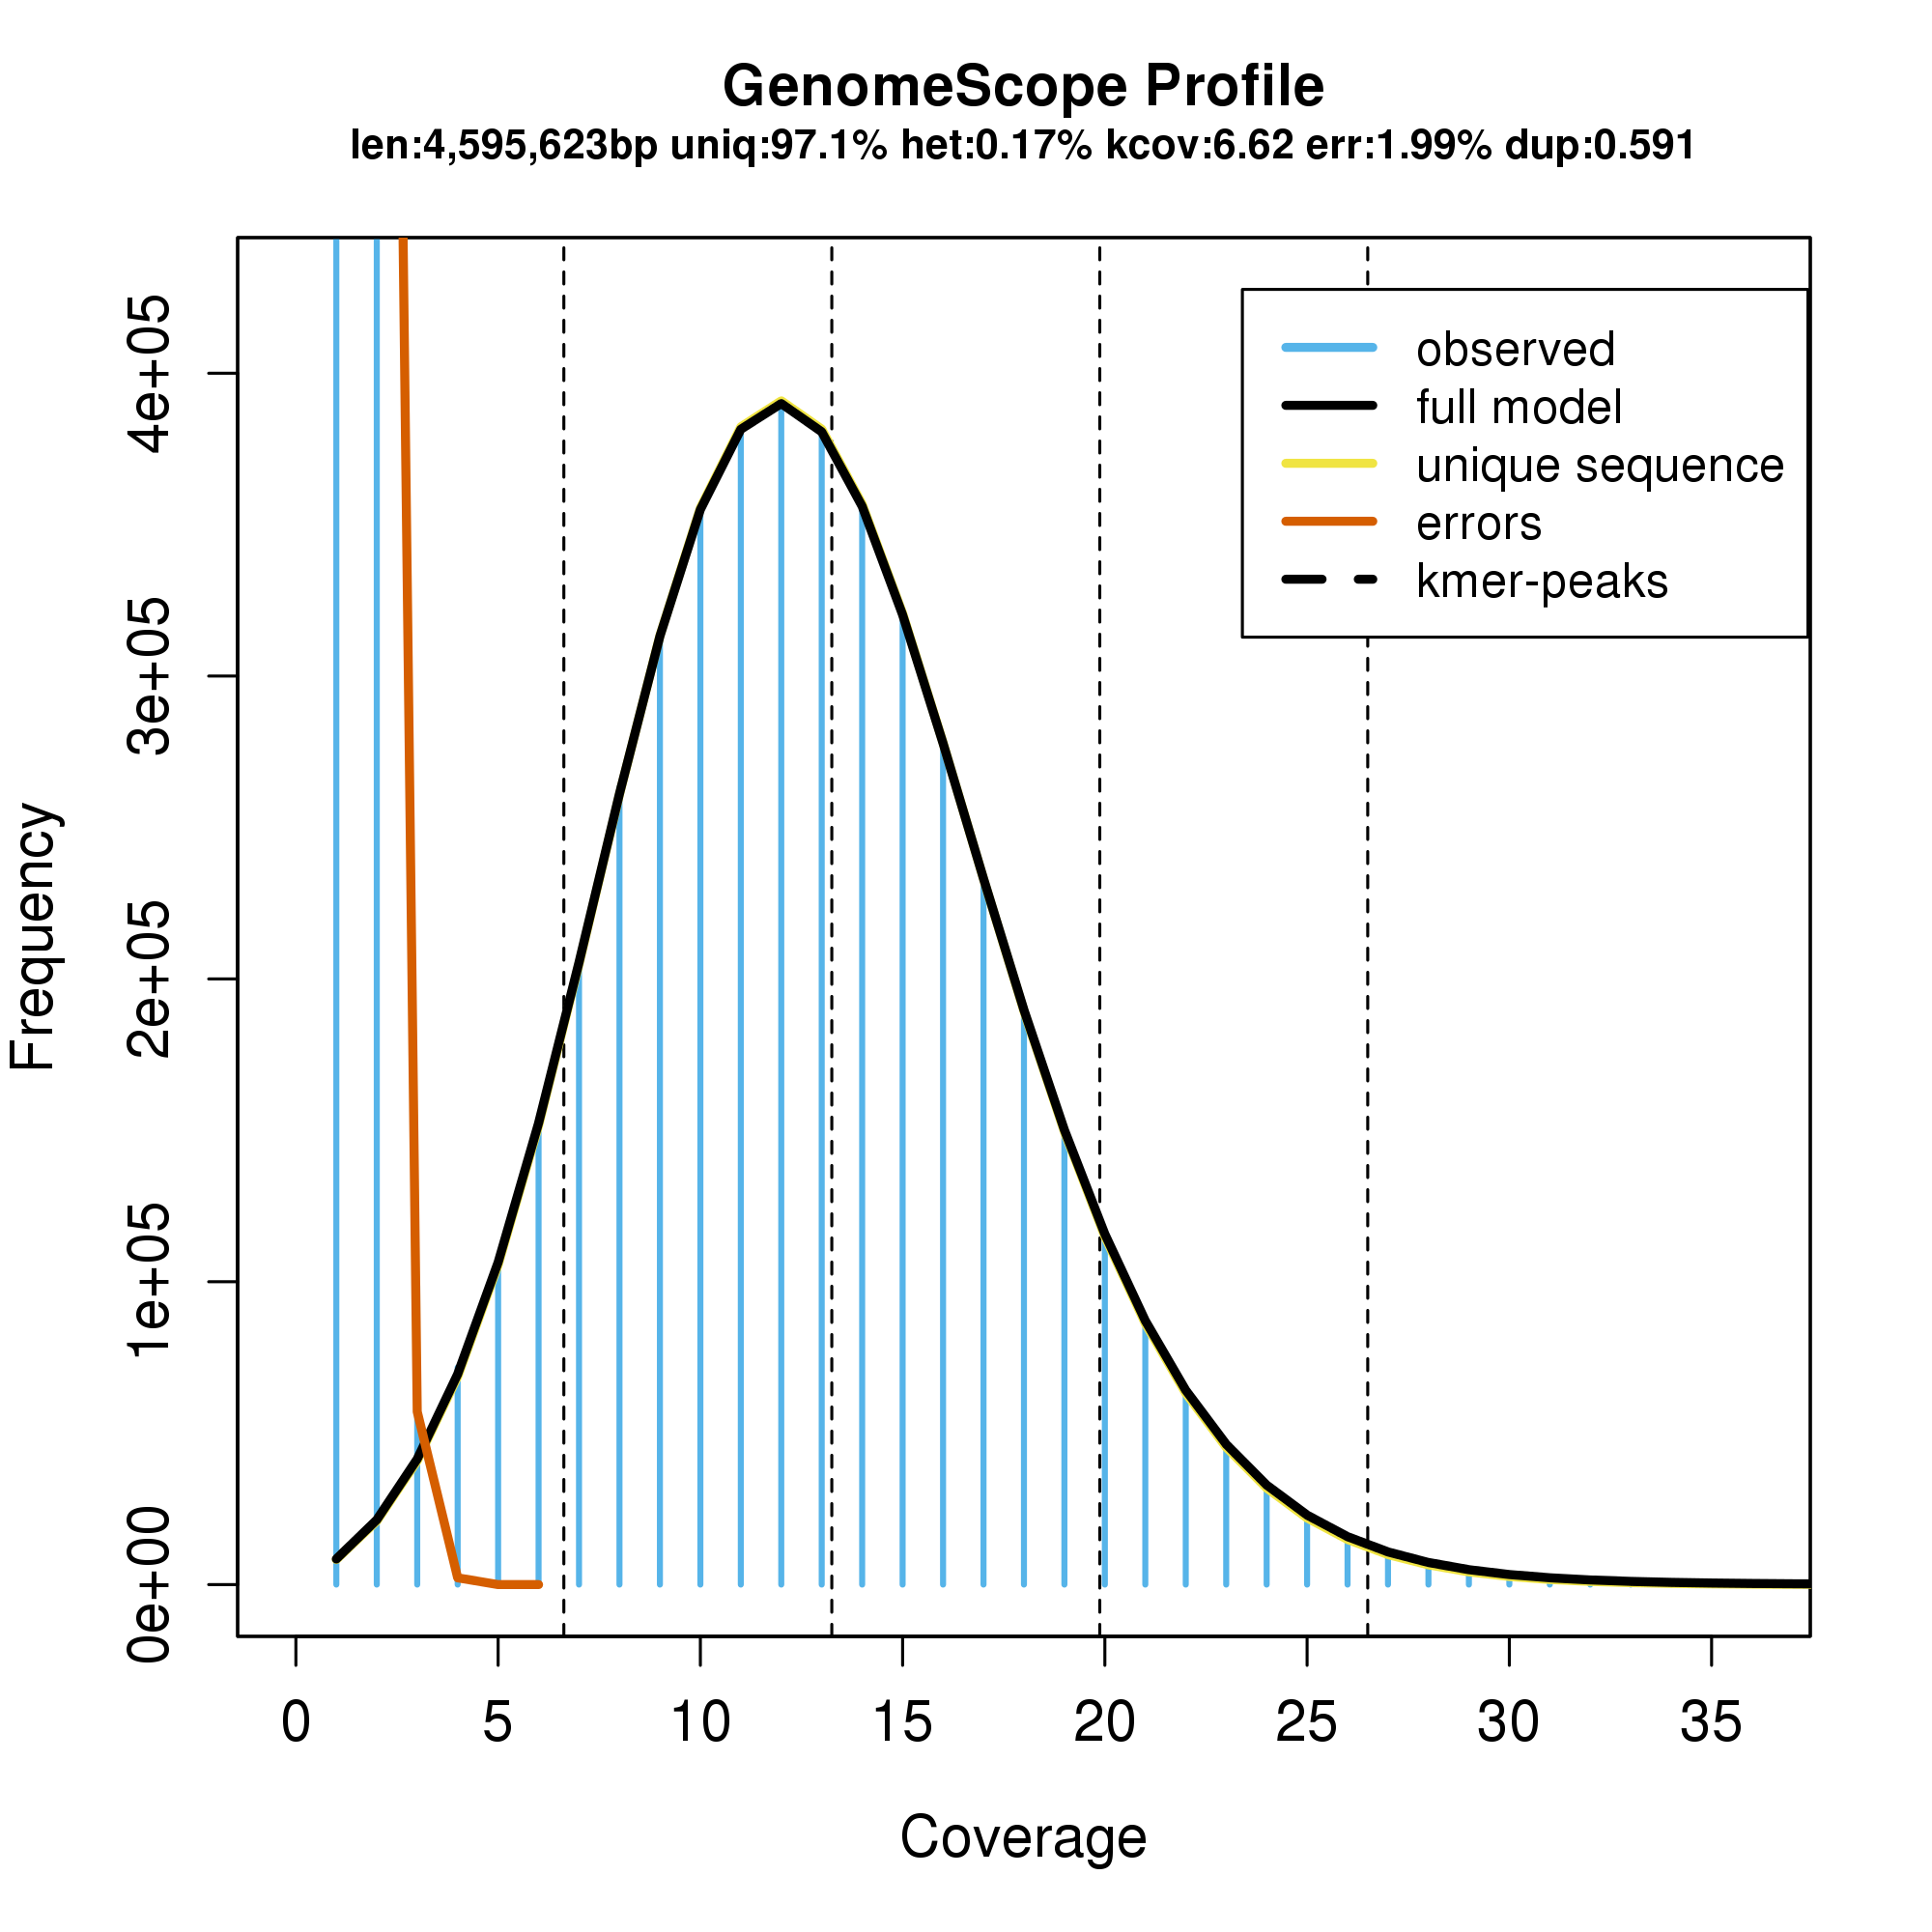 GenomeScope Profile
len:4,595,623bp uniq:97.1% het:0.17% kcov:6.62 err:1.99% dup:0.591
observed
full model
unique sequence
errors
kmer-peaks
4e+05
3e+05
2e+05
1e+05
0e+00
Frequency
0 5 10 15 20 25 30 35
Coverage